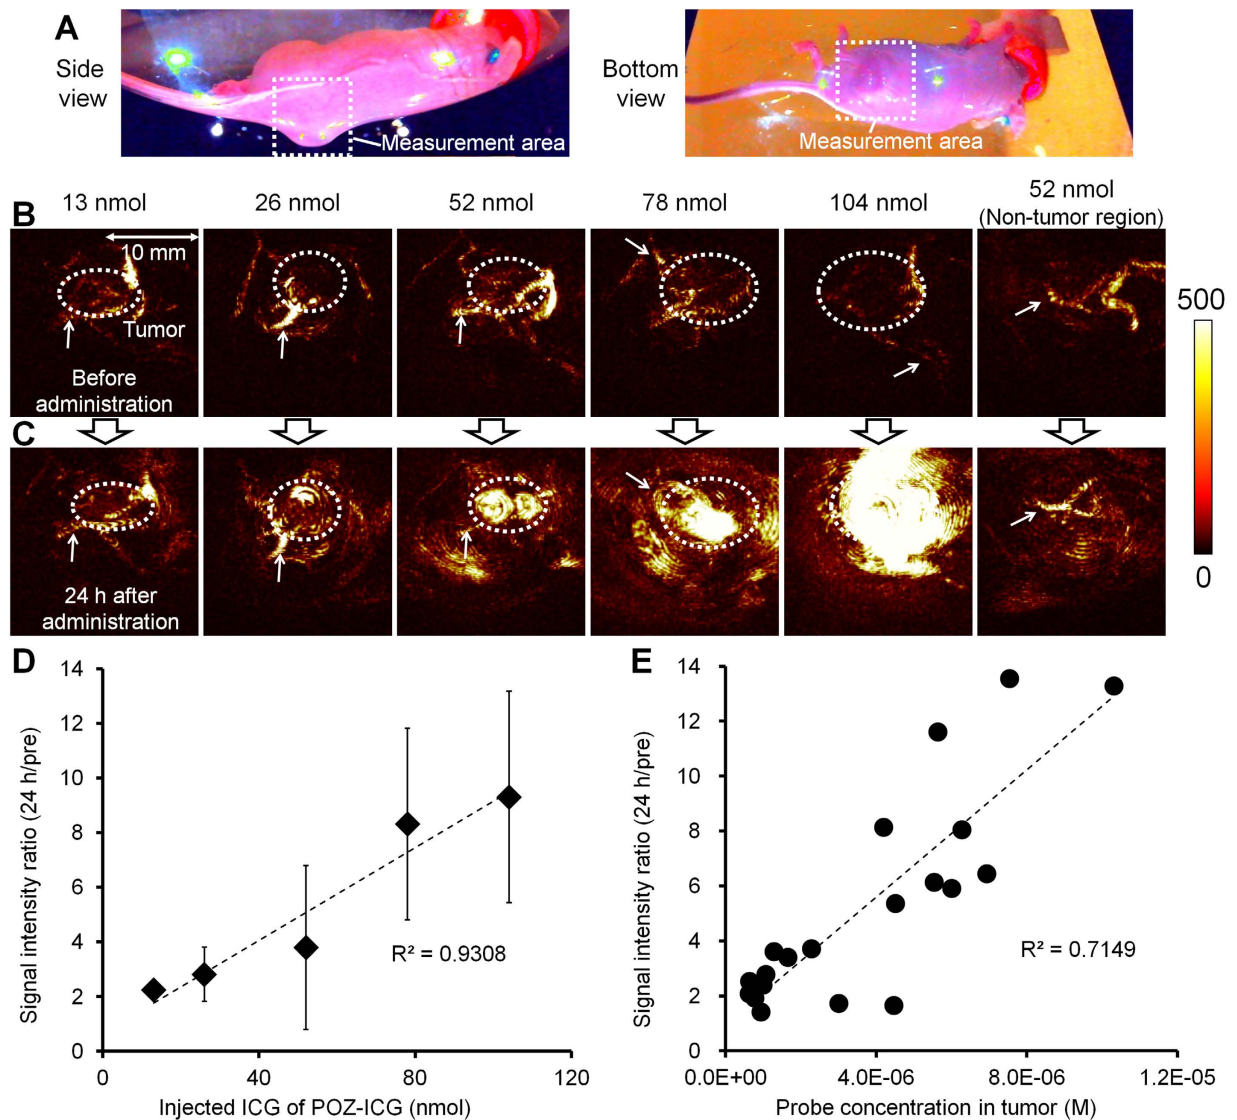 A
Side view
Measurement area
Bottom view
Measurement area
B
13 nmol
26 nmol
52 nmol
78 nmol
104 nmol
52 nmol
(Non-tumor region)
10 mm
Tumor
Before
administration
500
0
C
24 h after
administration
D
Signal intensity ratio (24 h/pre)
14
12
10
8
6
4
2
0
R² = 0.9308
0
40
80
120
Injected ICG of POZ-ICG (nmol)
E
Signal intensity ratio (24 h/pre)
14
12
10
8
6
4
2
0
R² = 0.7149
0.0E+00
4.0E-06
8.0E-06
1.2E-05
Probe concentration in tumor (M)